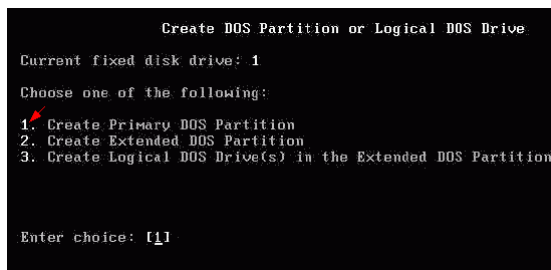 Create DOS Partition or Logical DOS Drive
Current fixed disk drive: 1
Choose one of the following:
1. Create Primary DOS Partition
2. Create Extended DOS Partition
3. Create Logical DOS Drive(s) in the Extended DOS Partition
Enter choice: [1]